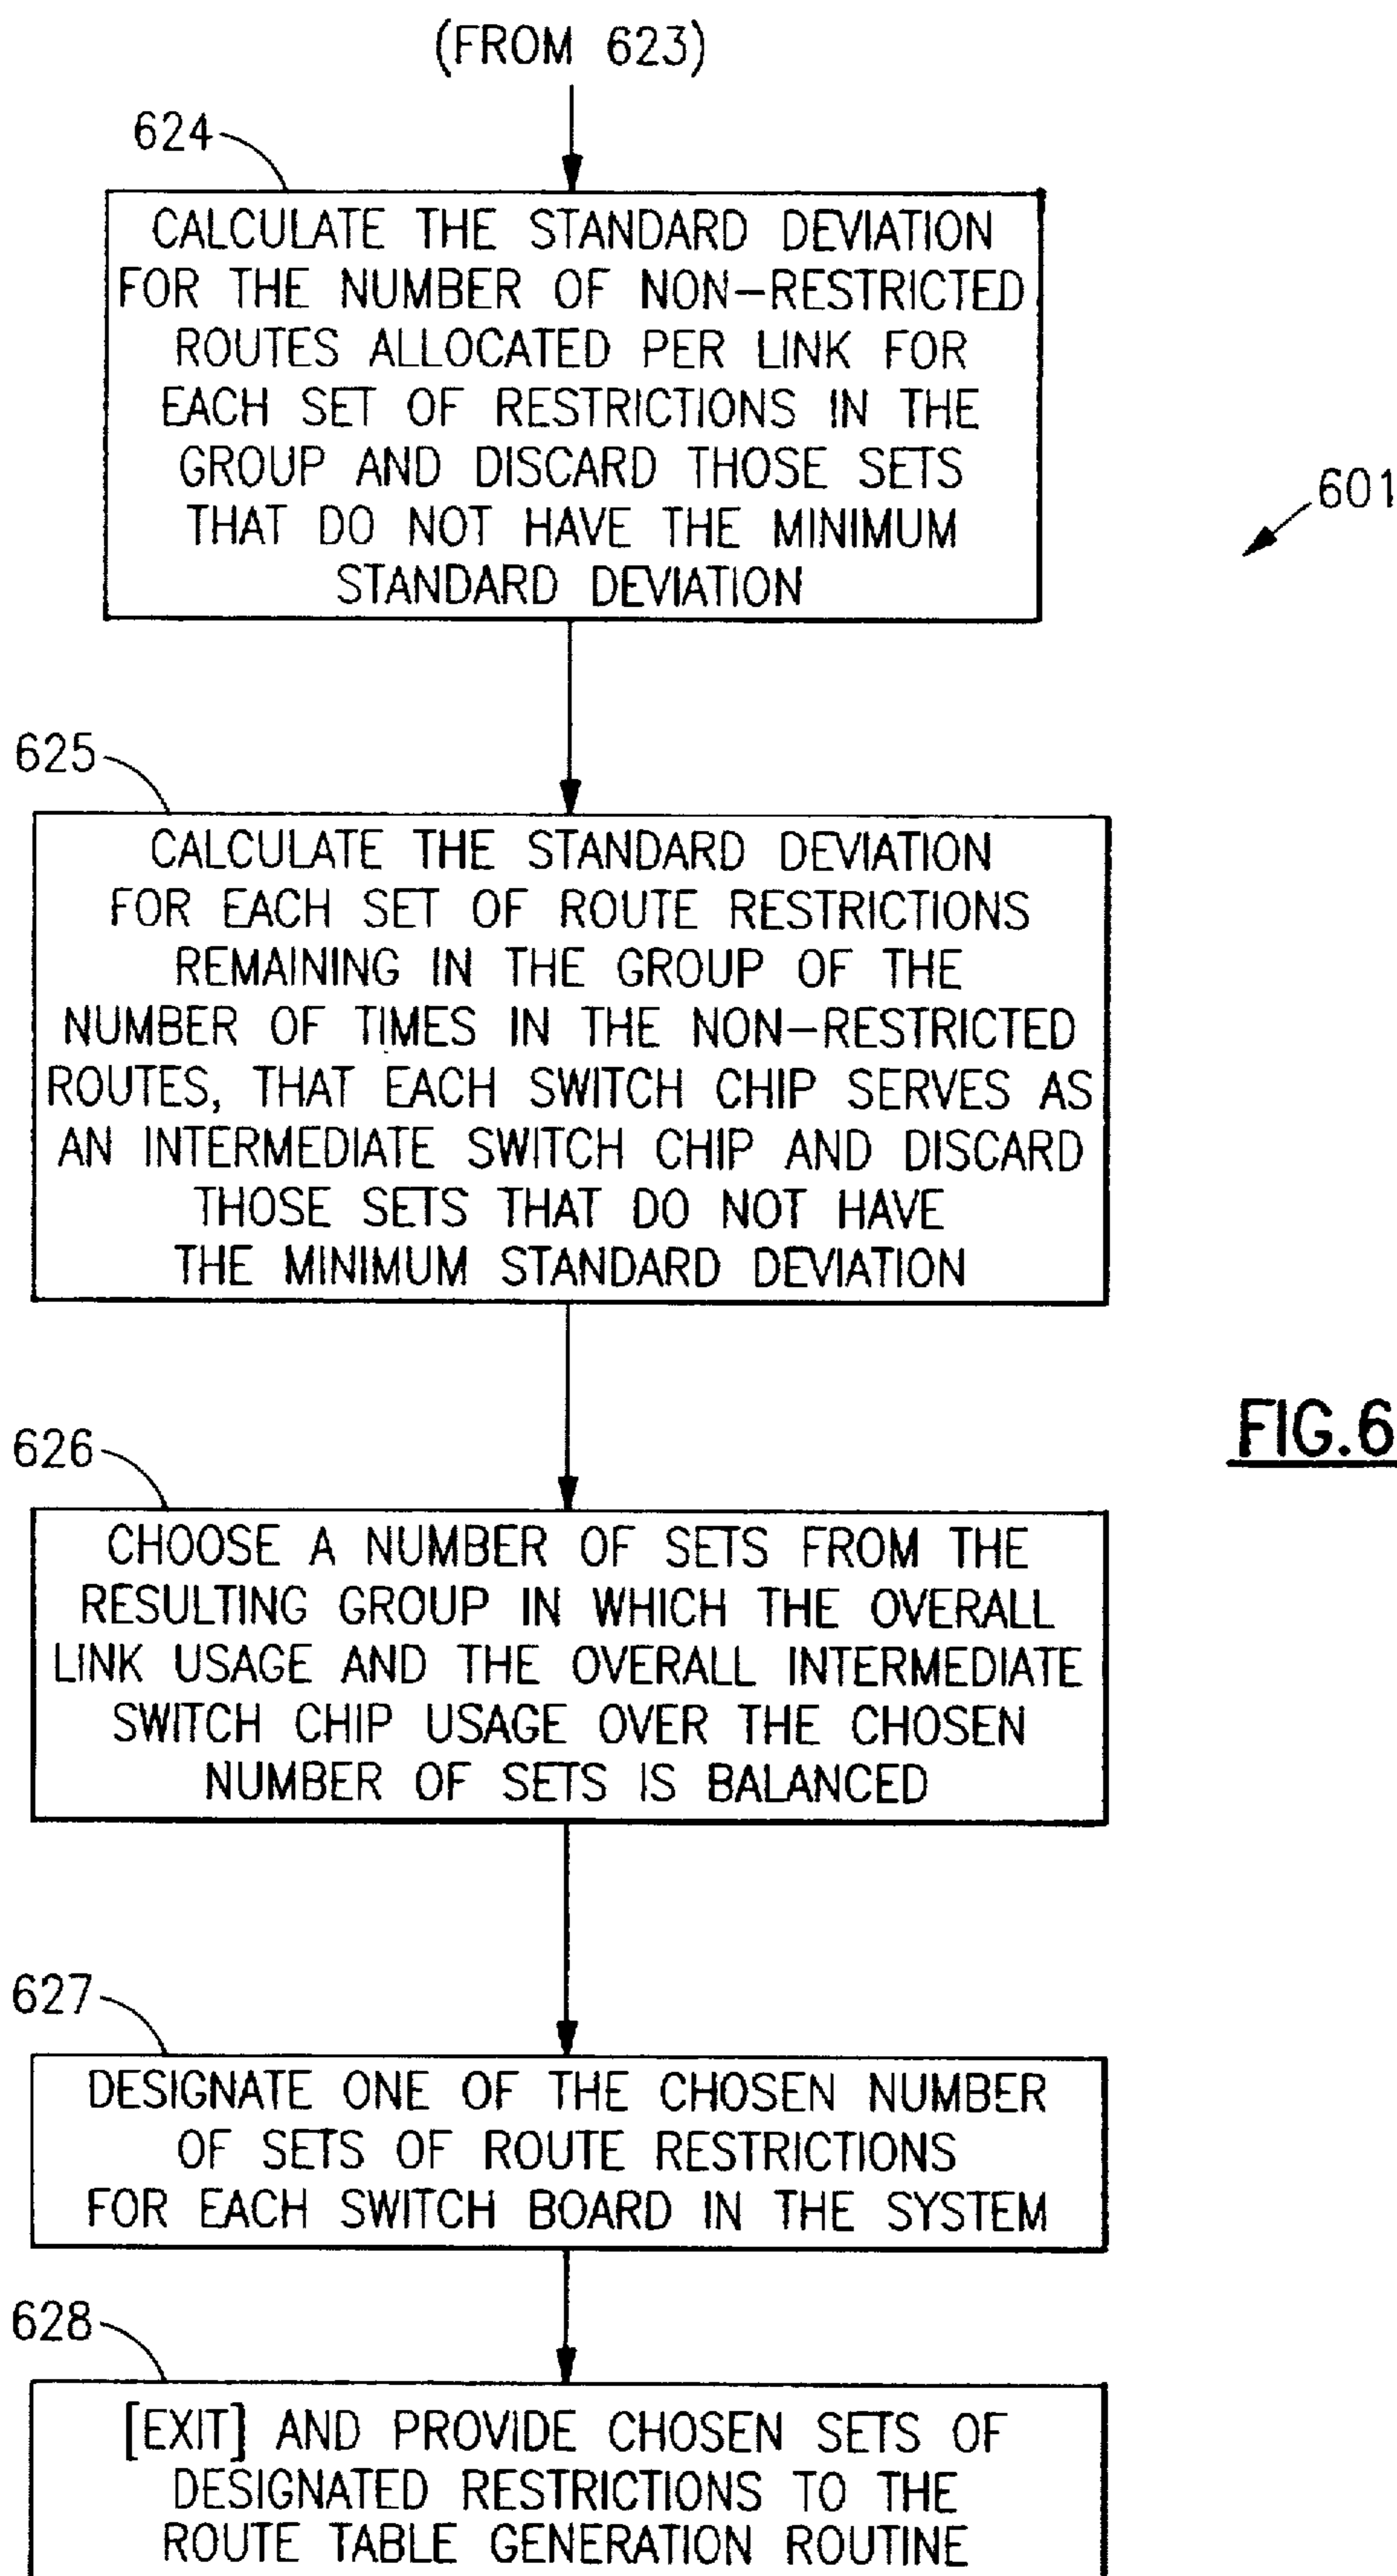 (FROM 623)
624
CALCULATE THE STANDARD DEVIATION
FOR THE NUMBER OF NON-RESTRICTED
ROUTES ALLOCATED PER LINK FOR
EACH SET OF RESTRICTIONS IN THE
GROUP AND DISCARD THOSE SETS
THAT DO NOT HAVE THE MINIMUM
STANDARD DEVIATION
601
625
CALCULATE THE STANDARD DEVIATION
FOR EACH SET OF ROUTE RESTRICTIONS
REMAINING IN THE GROUP OF THE
NUMBER OF TIMES IN THE NON-RESTRICTED
ROUTES, THAT EACH SWITCH CHIP SERVES AS
AN INTERMEDIATE SWITCH CHIP AND DISCARD
THOSE SETS THAT DO NOT HAVE
THE MINIMUM STANDARD DEVIATION
FIG.6
626
CHOOSE A NUMBER OF SETS FROM THE
RESULTING GROUP IN WHICH THE OVERALL
LINK USAGE AND THE OVERALL INTERMEDIATE
SWITCH CHIP USAGE OVER THE CHOSEN
NUMBER OF SETS IS BALANCED
627
DESIGNATE ONE OF THE CHOSEN NUMBER
OF SETS OF ROUTE RESTRICTIONS
FOR EACH SWITCH BOARD IN THE SYSTEM
628
[EXIT] AND PROVIDE CHOSEN SETS OF
DESIGNATED RESTRICTIONS TO THE
ROUTE TABLE GENERATION ROUTINE